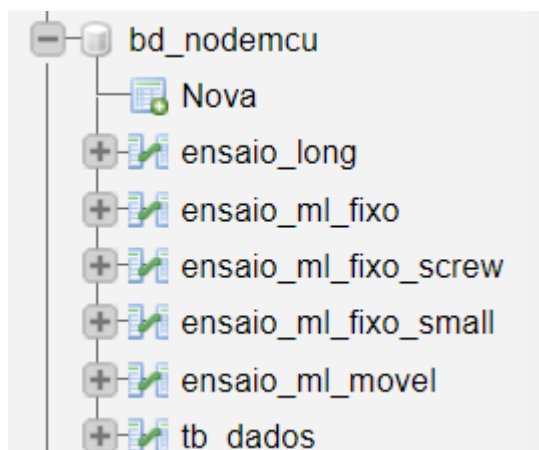 bd_nodemcu
Nova
ensaio_long
ensaio_ml_fixo
ensaio_ml_fixo_screw
ensaio_ml_fixo_small
ensaio_ml_movel
tb_dados